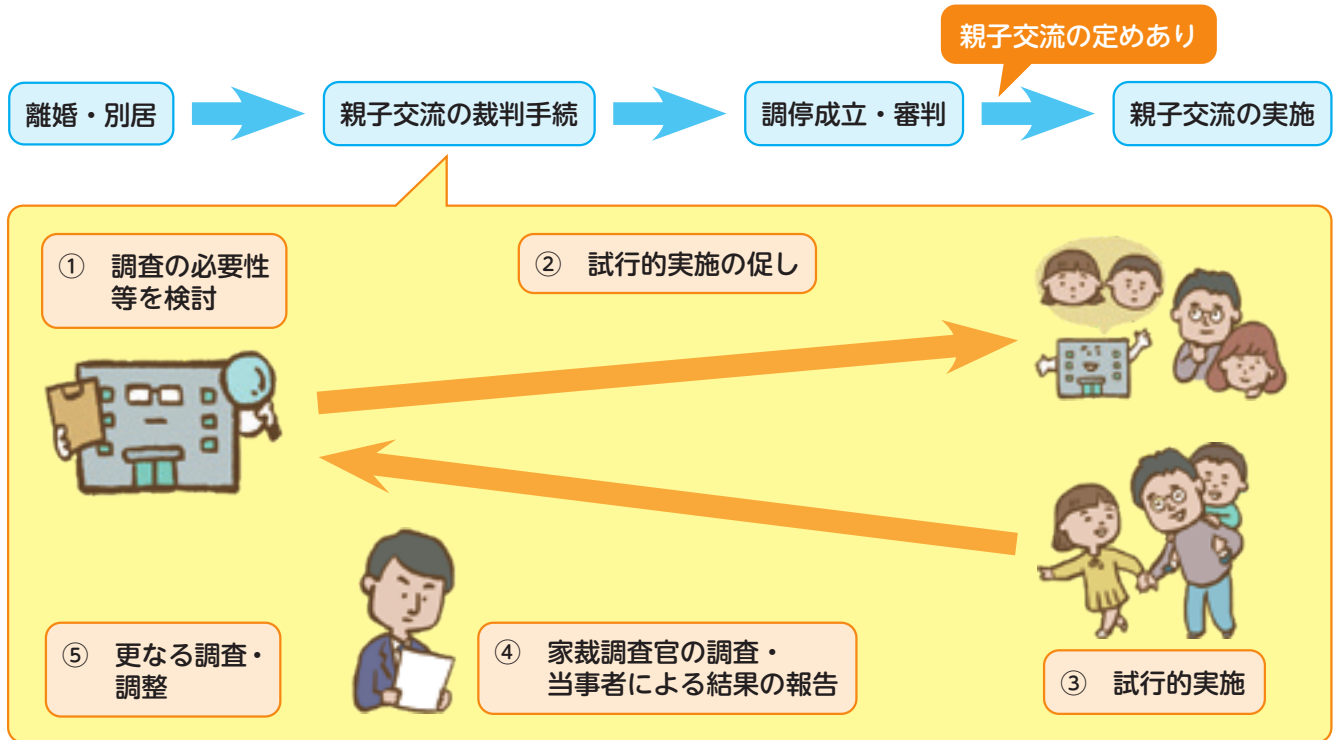 親子交流の定めあり
離婚・別居
親子交流の裁判手続
調停成立・審判
親子交流の実施
① 調査の必要性
等を検討
② 試行的実施の促し
③ 試行的実施
④ 家裁調査官の調査・
当事者による結果の報告
⑤ 更なる調査・
調整